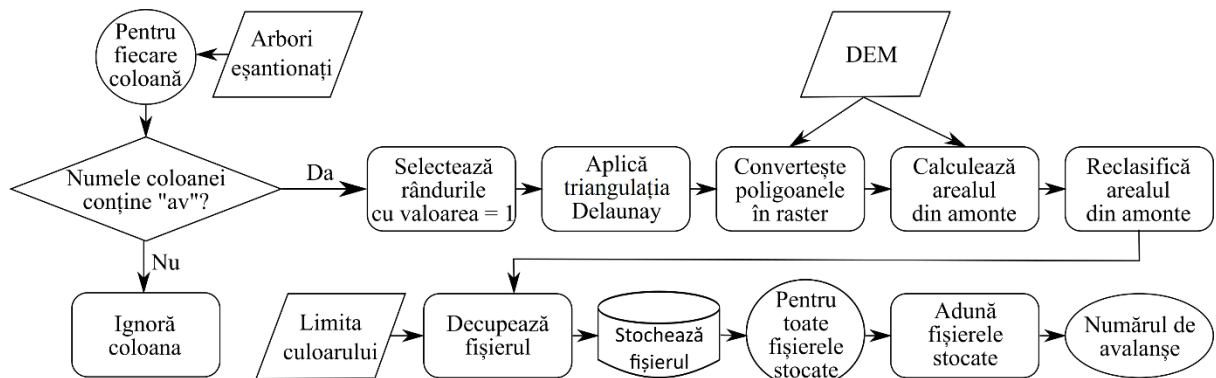 Pentru
fiecare
coloană
Arbori
eșantionați
DEM
Numele coloanei
conține "av"?
Da
Selectează
rândurile
cu valoarea = 1
Aplică
triangulația
Delaunay
Convertește
poligoanele
în raster
Calculează
arealul
din amonte
Reclasifică
arealul
din amonte
Nu
Ignoră
coloana
Limita
culoarului
Decupează
fișierul
Stochează
fișierul
Pentru
toate
fișierele
stocate
Adună
fișierele
stocate
Numărul de
avalanșe